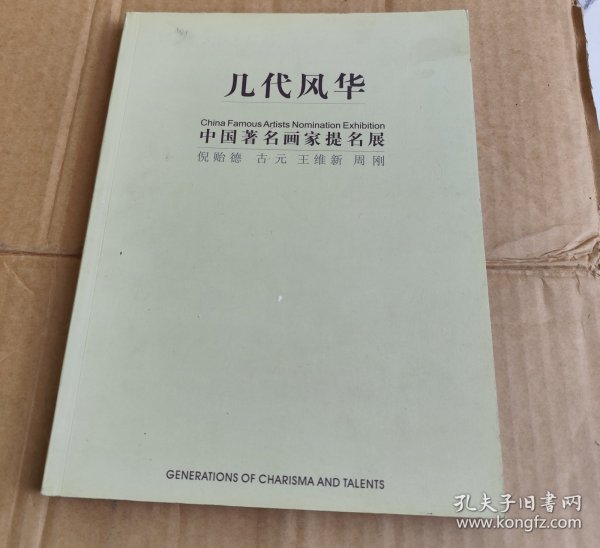 几代风华
China Famous Artists Nomination Exhibition
中国著名画家提名展
倪贻德 古元 王维新 周刚
GENERATIONS OF CHARISMA AND TALENTS
孔夫子旧书网
www.kongfz.com